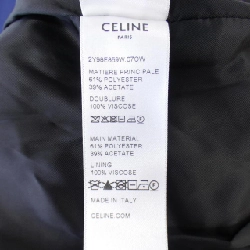 CELINE
PARIS
MATIERE PRINCIPALE
61% POLYESTER
39% ACETATE
DOUBLURE
100% VISCOSE
MAIN MATERIAL
61% POLYESTER
39% ACETATE
LINING
100% VISCOSE
MADE IN ITALY
CELINE.COM